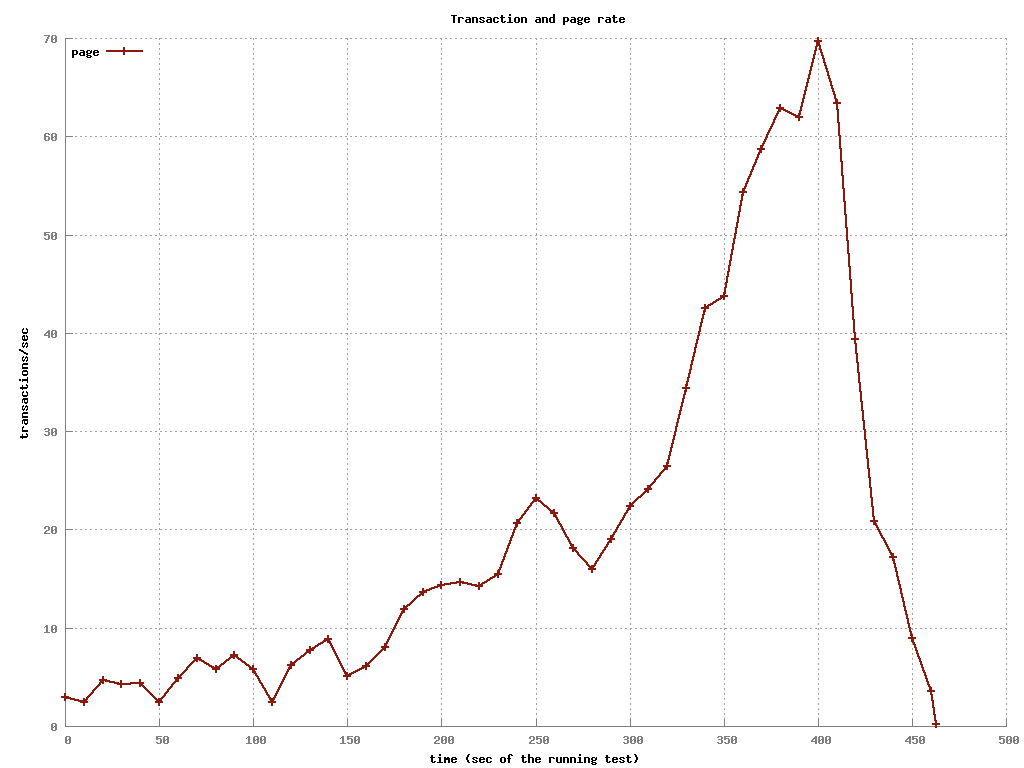 Transaction and page rate
page
70
60
50
40
30
20
10
0
transactions/sec
0 50 100 150 200 250 300 350 400 450 500
time (sec of the running test)